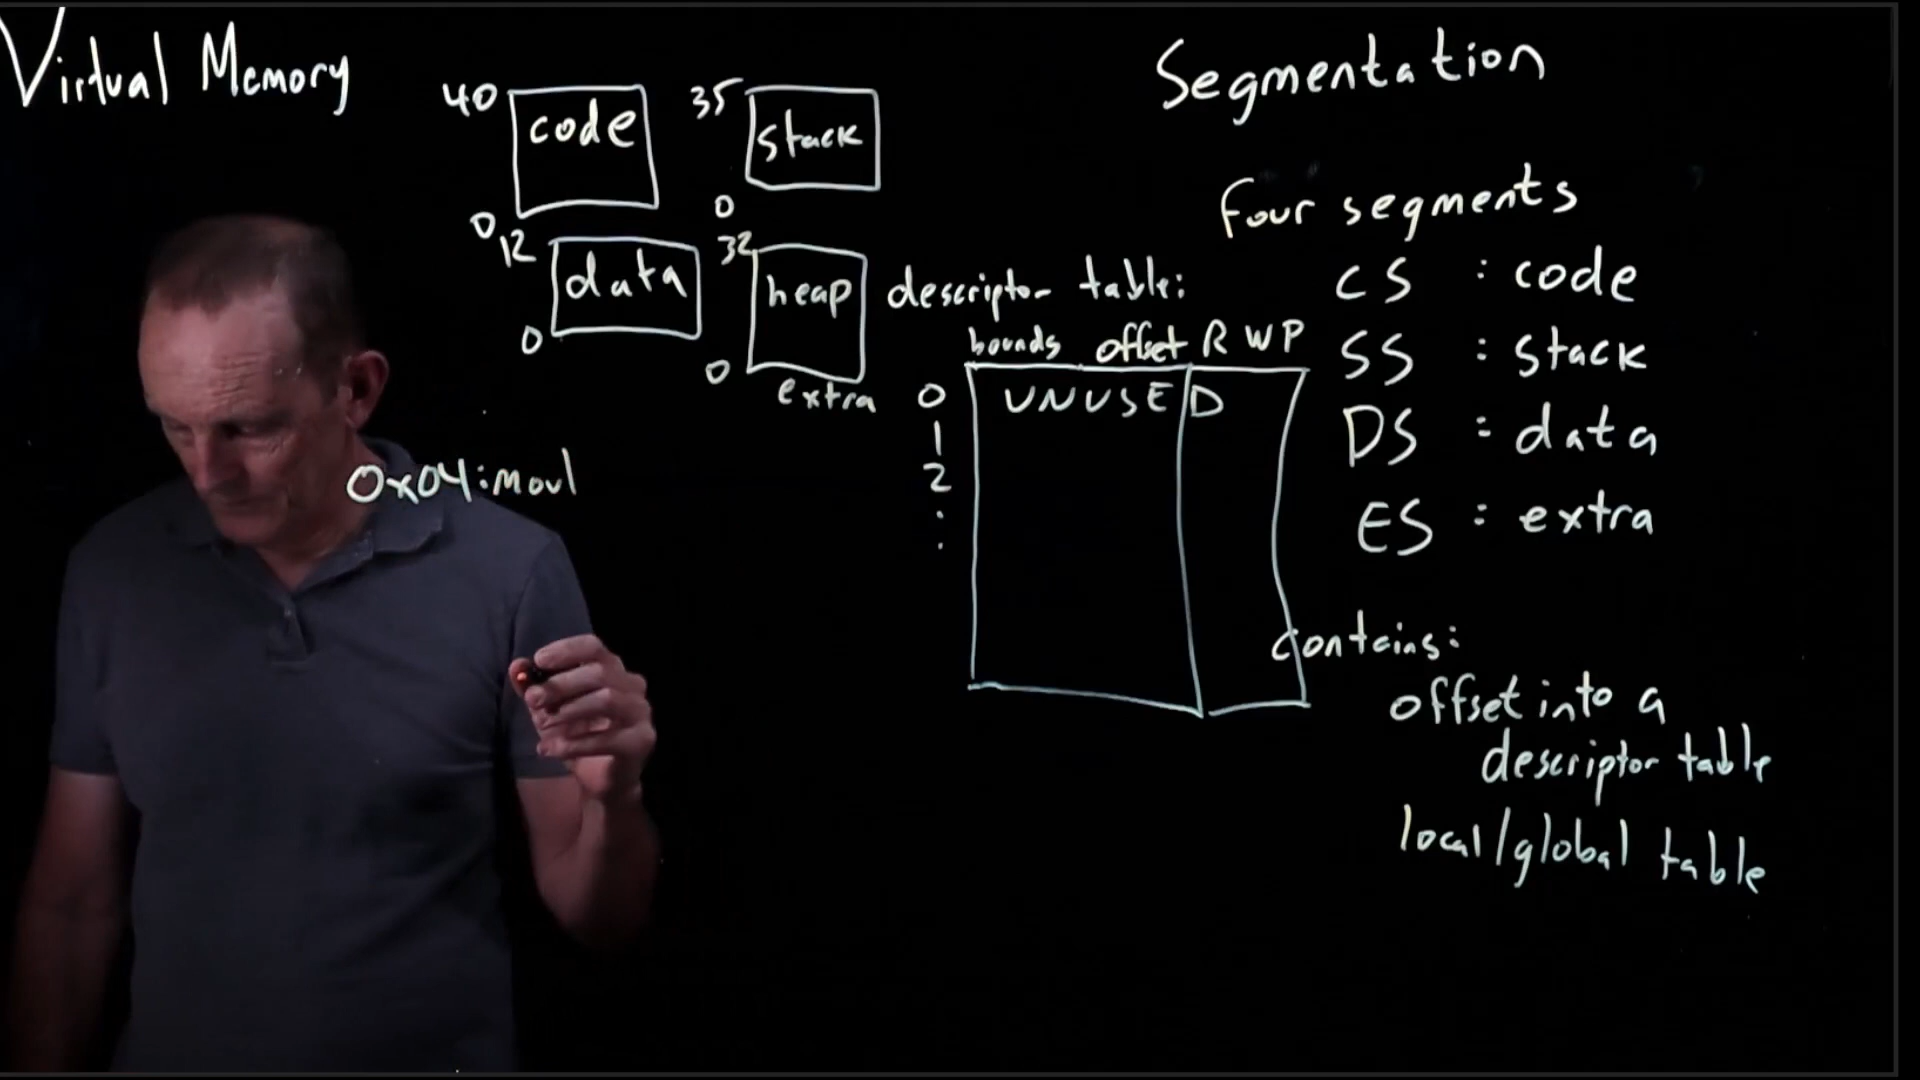 Virtual Memory
40 code
0
35 stack
0
12 data
0
32 heap
0
extra
0x04:movl
descriptor table:
bounds offset R W P
0 UNUSED
1
2
:
Segmentation
four segments
CS : code
SS : stack
DS : data
ES : extra
contains:
offset into a
descriptor table
local/global table